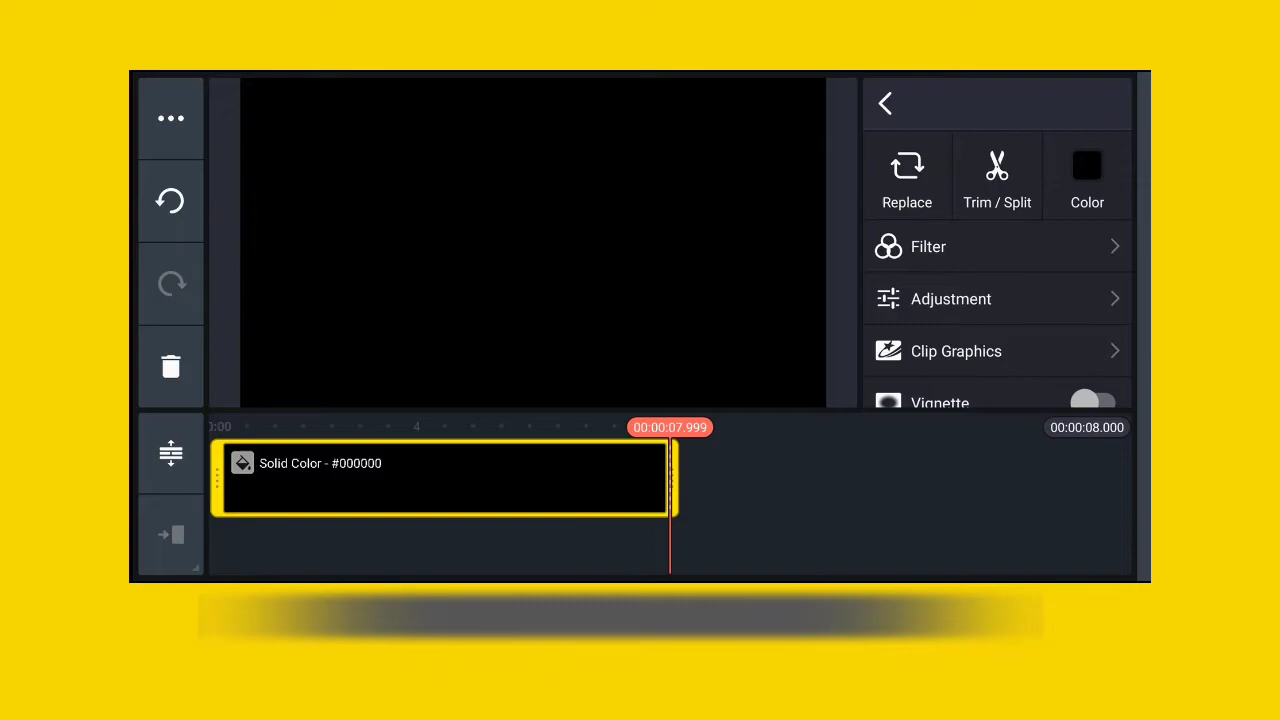 Replace
Trim / Split
Color
Filter
Adjustment
Clip Graphics
Vignette
0:00
4
00:00:07.999
00:00:08.000
Solid Color - #000000